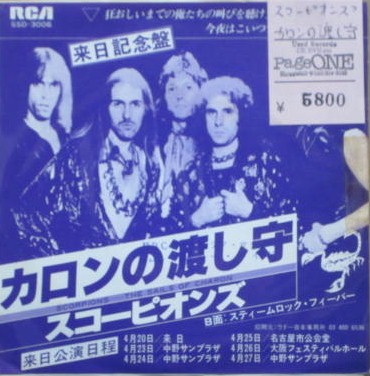 RCA
SSD-3006
狂おしいまでの俺たちの叫びを聴け
今夜はこいつ
来日記念盤
スコーピオンズ
カロンの渡し守
Used Records
PageONE
¥ 5800
カロンの渡し守
SCORPIONS THE SAILS OF CHARON
スコーピオンズ
B面:スティームロック・フィーバー
来日公演日程
4月20日/来 日
4月23日/中野サンプラザ
4月24日/中野サンプラザ
4月25日/名古屋市公会堂
4月26日/大阪フェスティバルホール
4月27日/中野サンプラザ